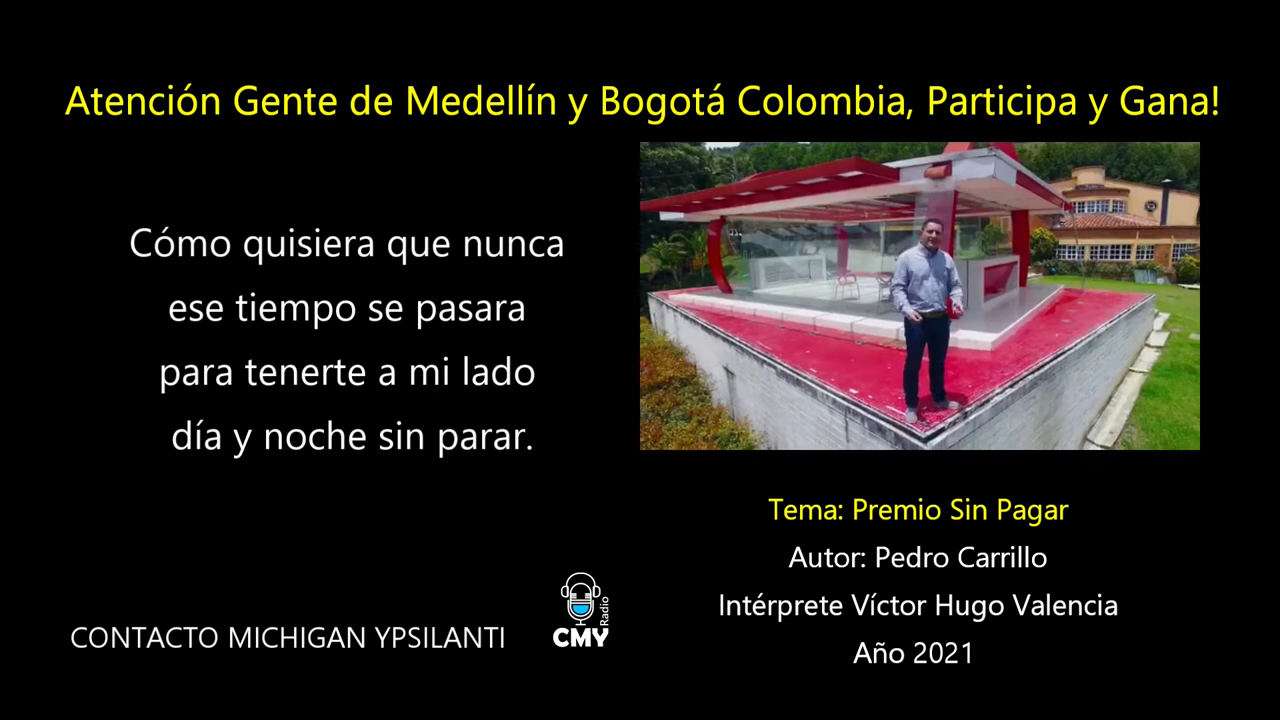 Atención Gente de Medellín y Bogotá Colombia, Participa y Gana!
Cómo quisiera que nunca
ese tiempo se pasara
para tenerte a mi lado
día y noche sin parar.
Tema: Premio Sin Pagar
Autor: Pedro Carrillo
Intérprete Víctor Hugo Valencia
Año 2021
CONTACTO MICHIGAN YPSILANTI
CMY
Radio